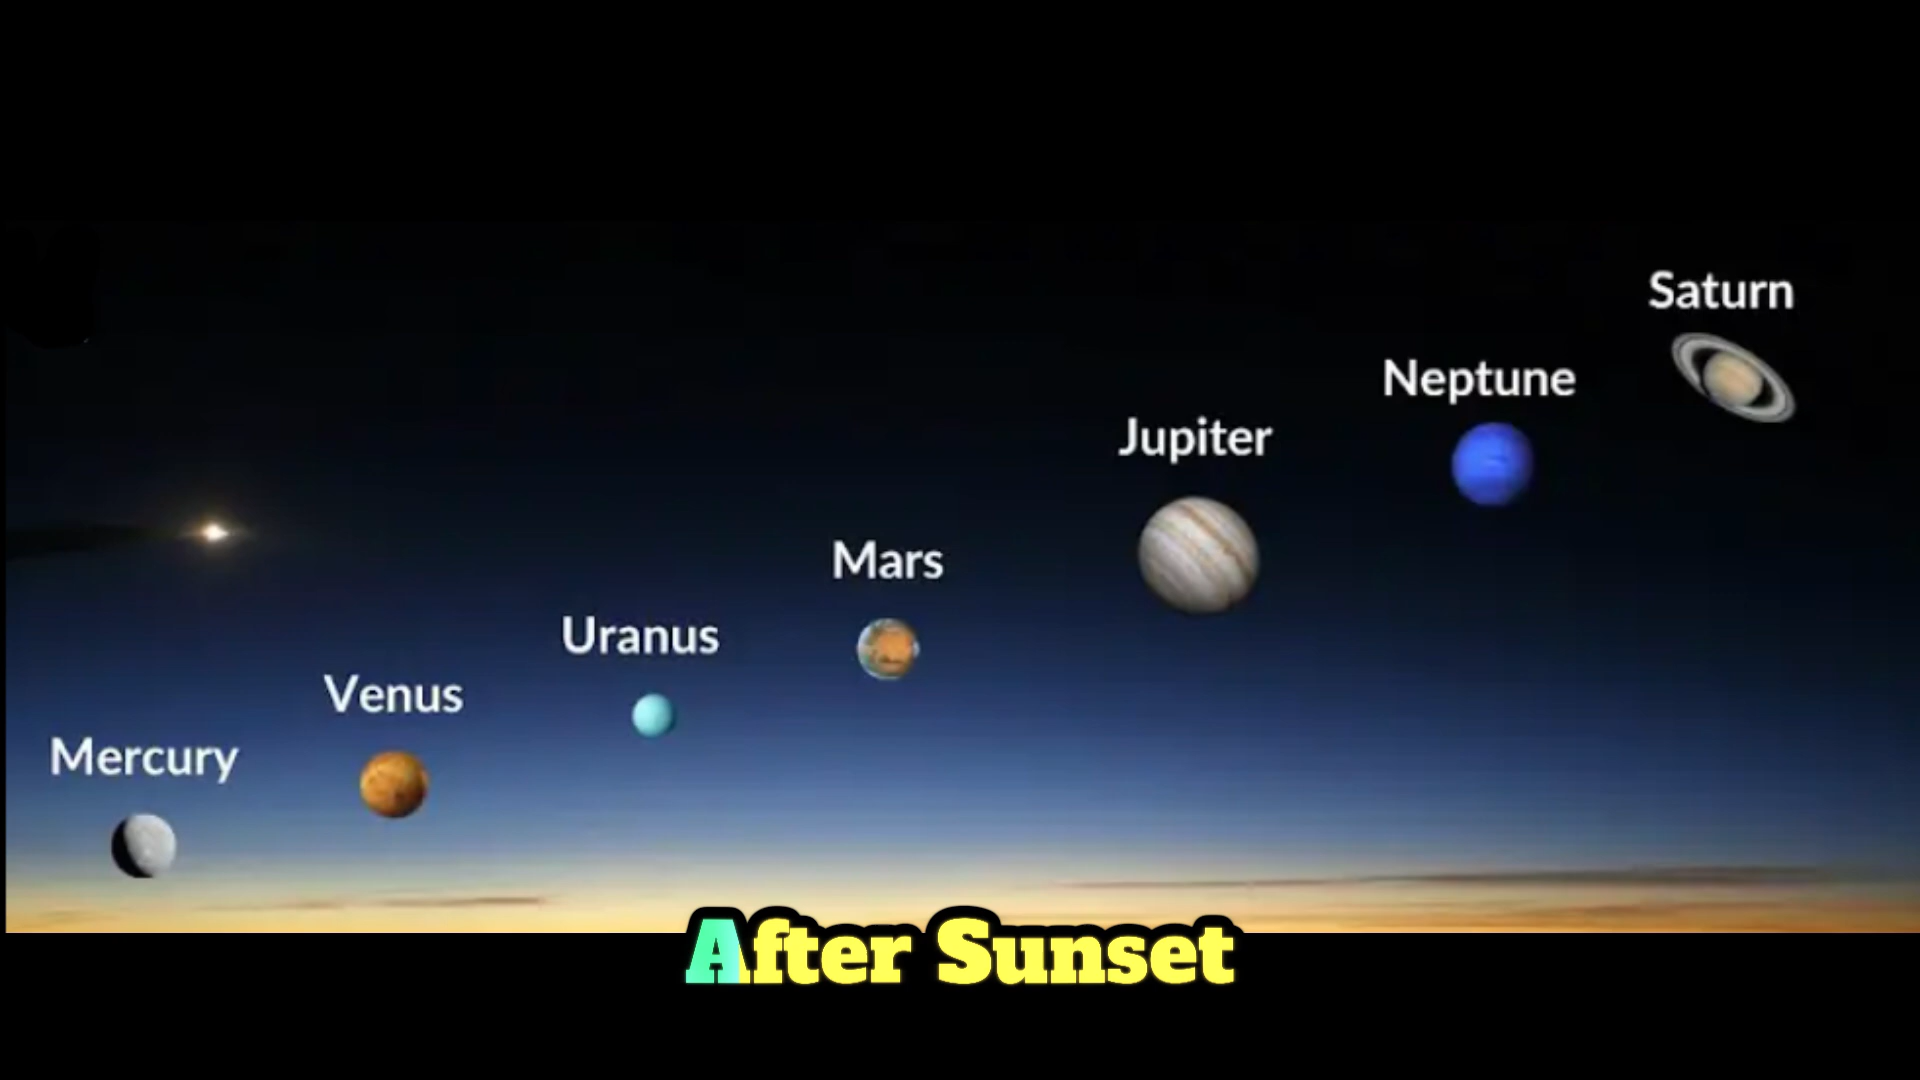 Saturn
Neptune
Jupiter
Mars
Uranus
Venus
Mercury
After Sunset